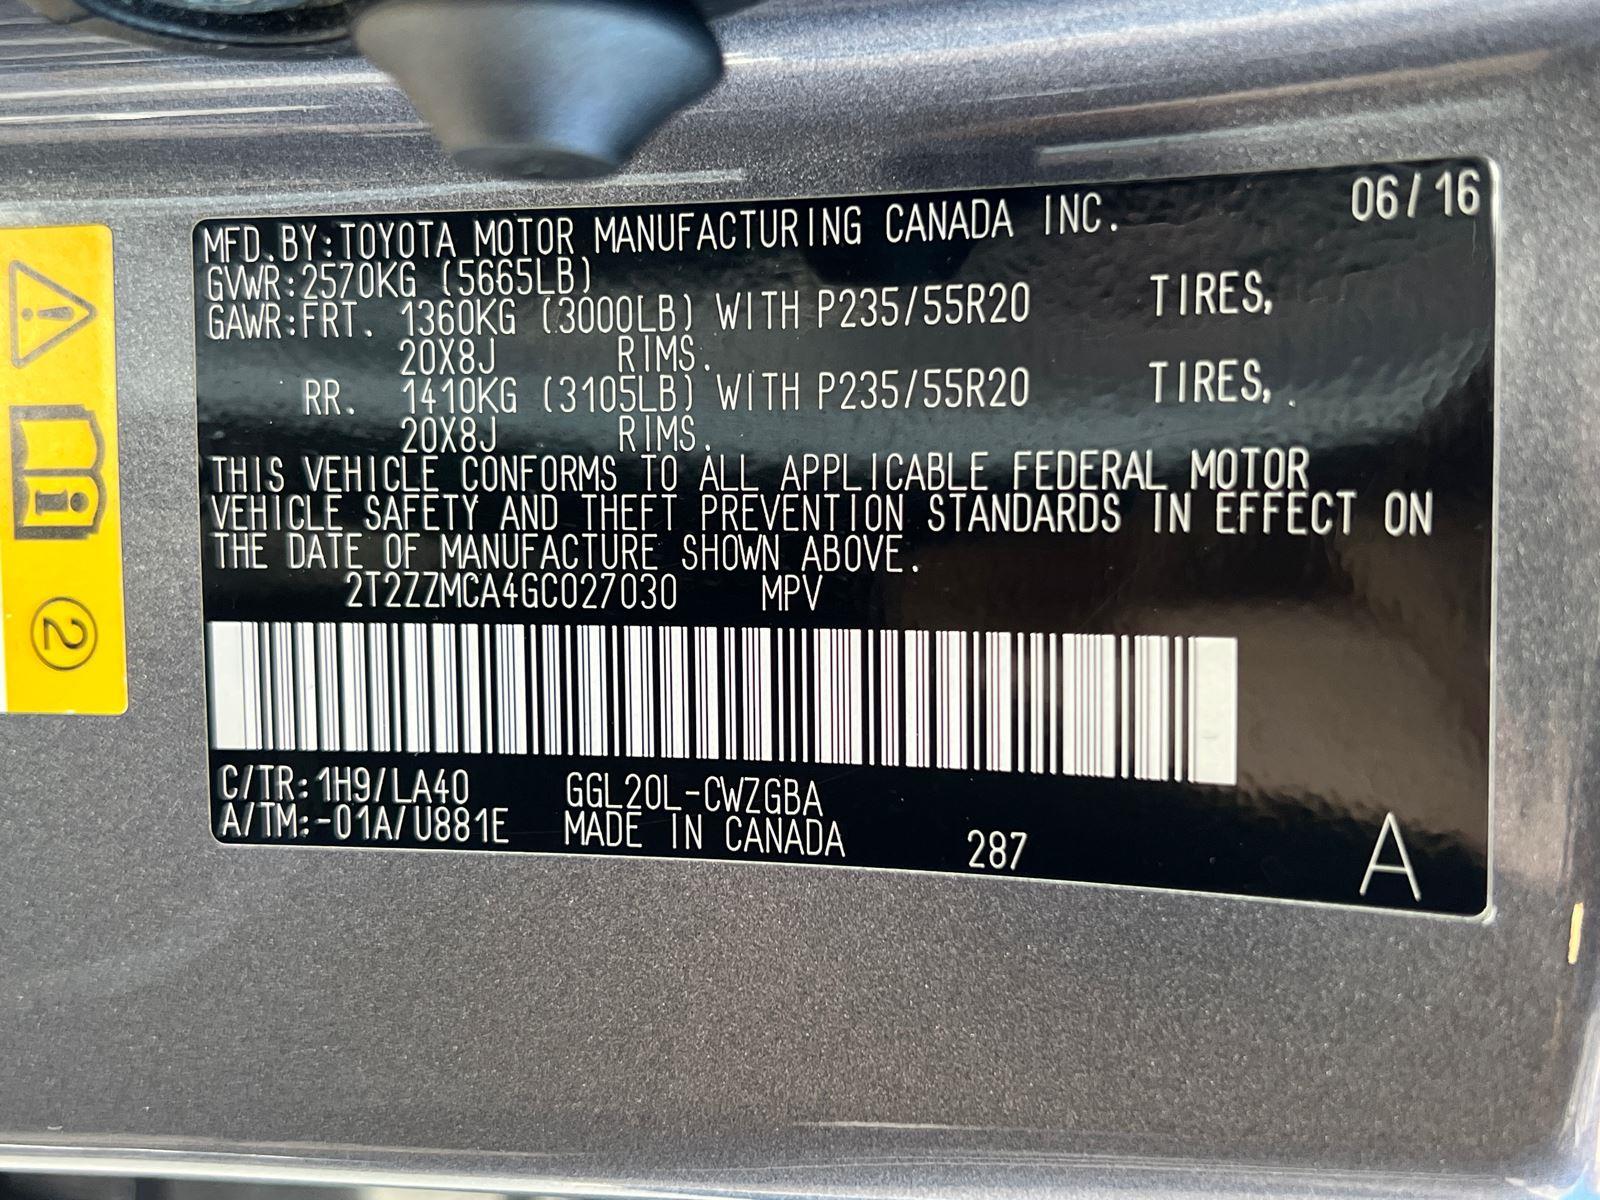 06/16
MFD.BY:TOYOTA MOTOR MANUFACTURING CANADA INC.
GVWR:2570KG (5665LB)
GAWR:FRT. 1360KG (3000LB) WITH P235/55R20 TIRES,
20X8J RIMS.
RR. 1410KG (3105LB) WITH P235/55R20 TIRES,
20X8J RIMS.
THIS VEHICLE CONFORMS TO ALL APPLICABLE FEDERAL MOTOR
VEHICLE SAFETY AND THEFT PREVENTION STANDARDS IN EFFECT ON
THE DATE OF MANUFACTURE SHOWN ABOVE.
2T2ZZMCA4GC027030 MPV
C/TR:1H9/LA40 GGL20L-CWZGBA
A/TM:-01A/U881E MADE IN CANADA 287 A
2